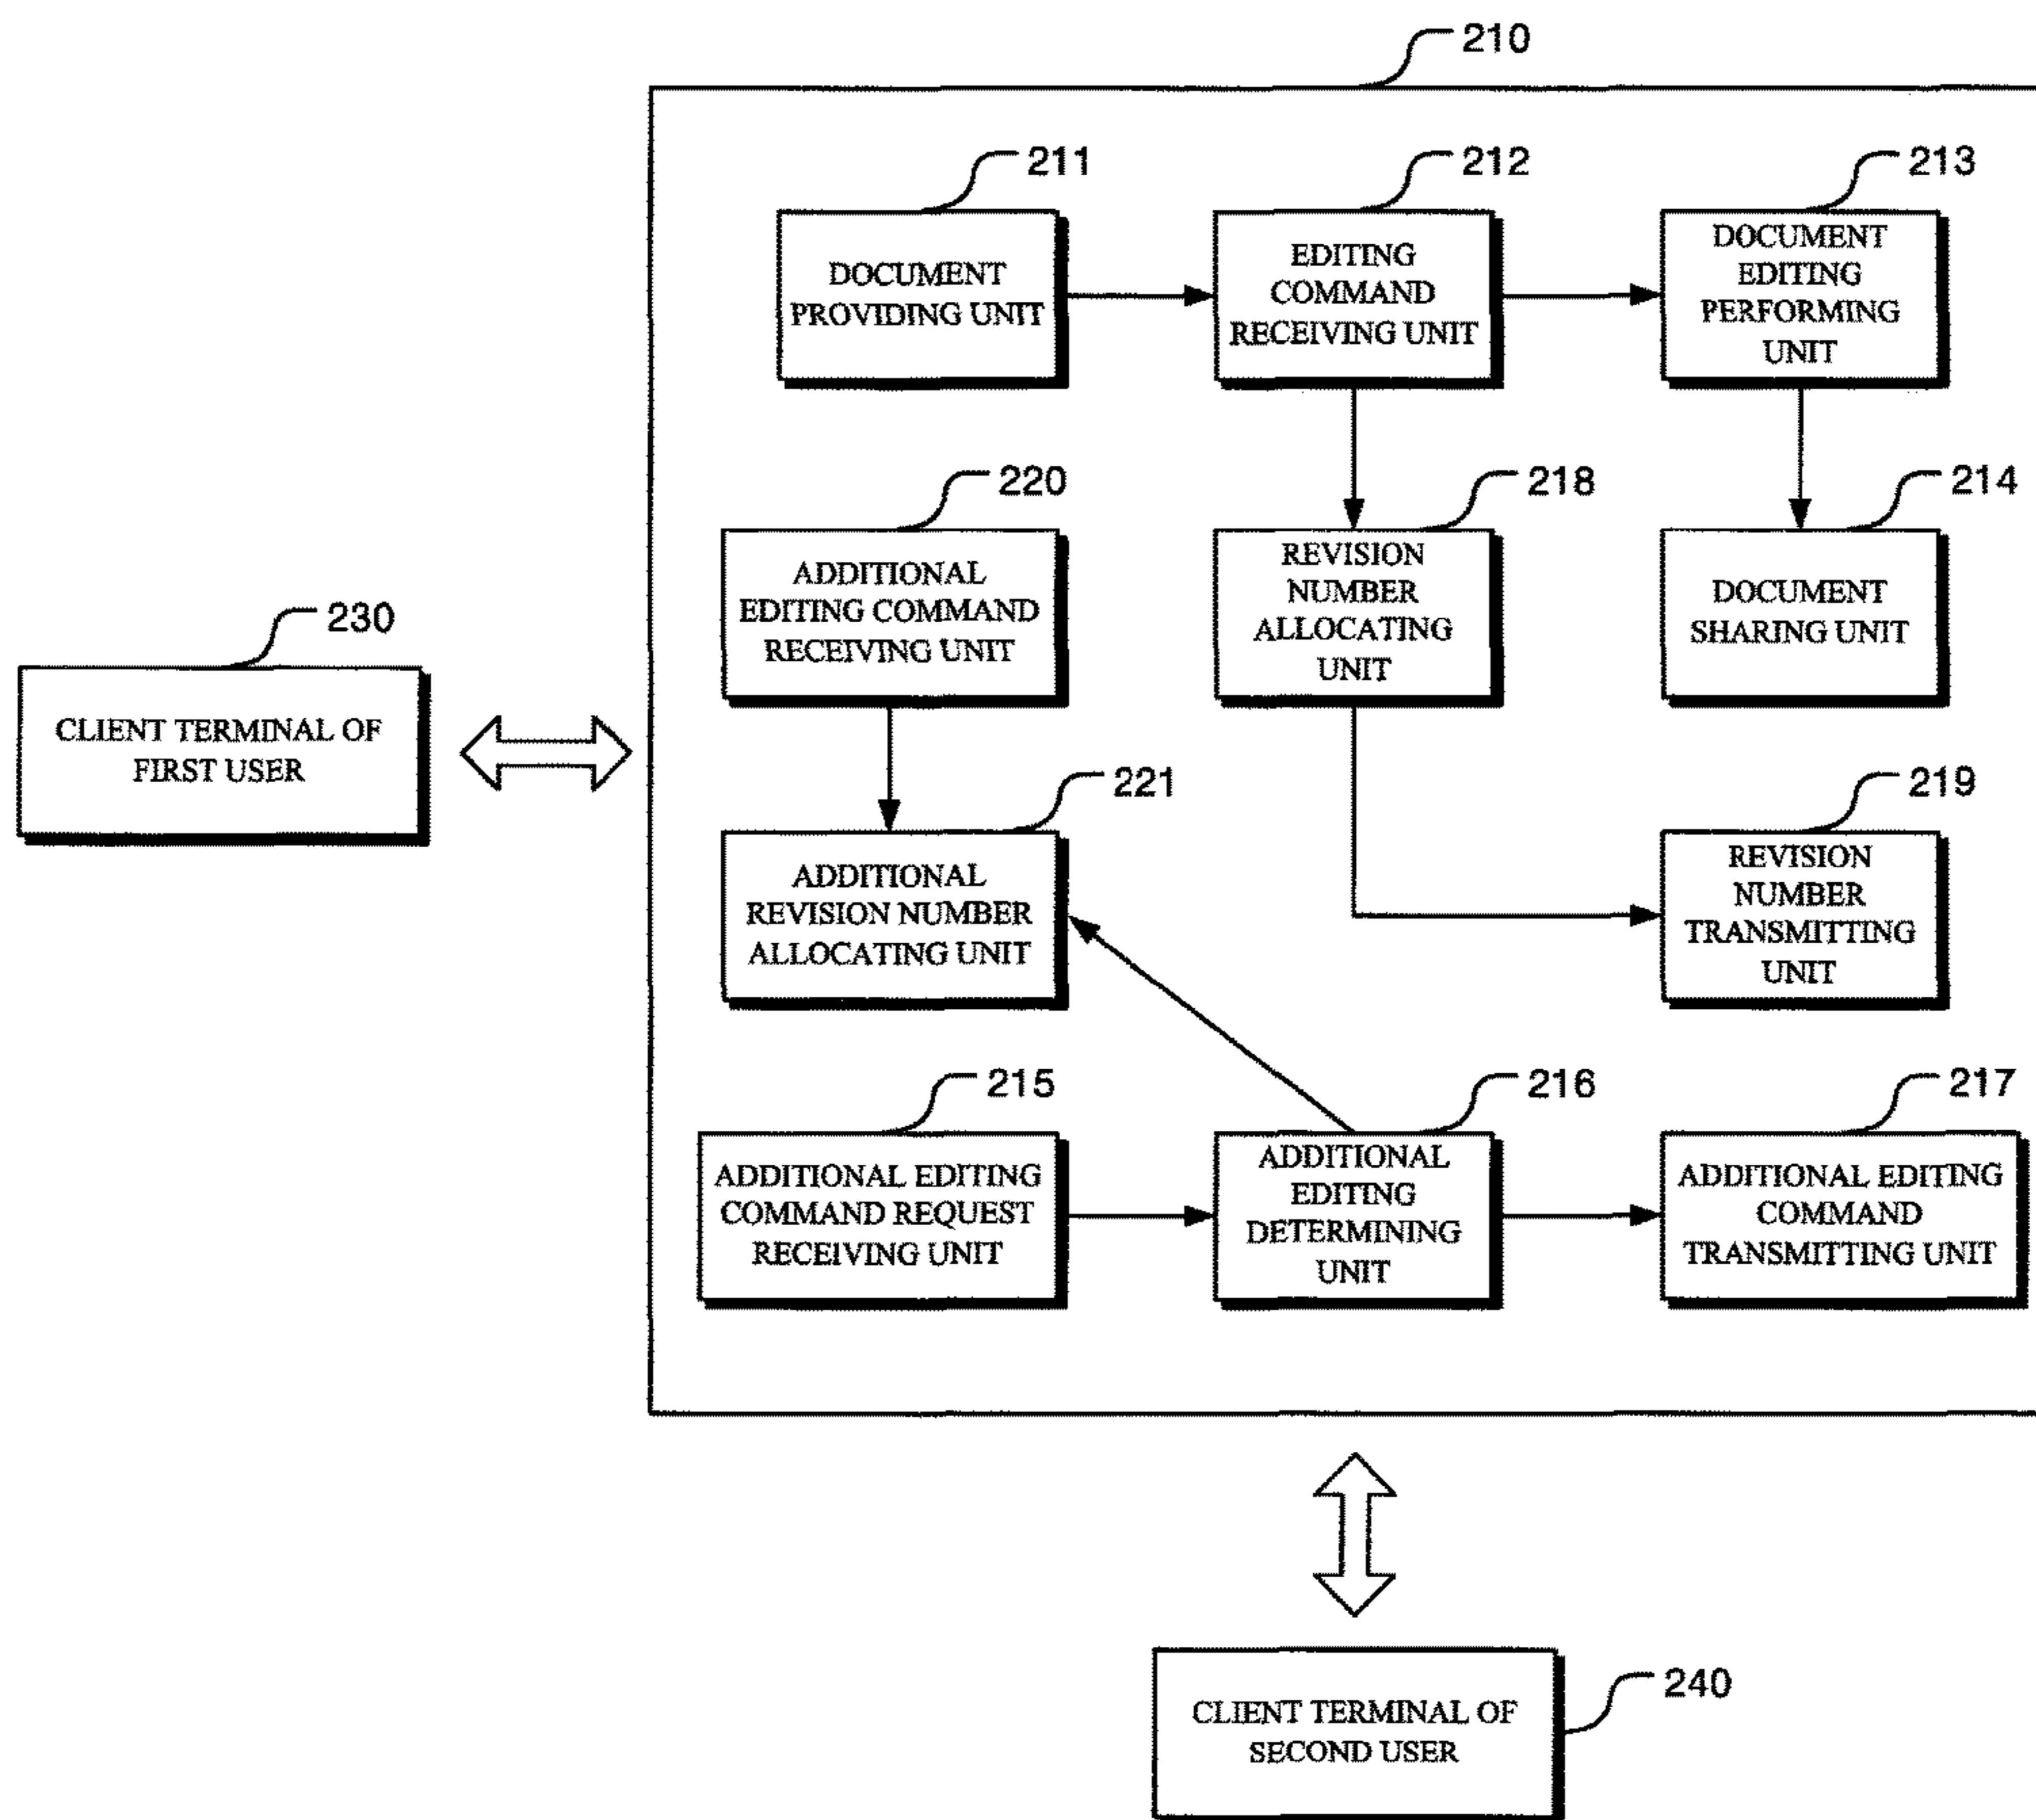 210
211
212
213
DOCUMENT
PROVIDING UNIT
EDITING
COMMAND
RECEIVING UNIT
DOCUMENT
EDITING
PERFORMING
UNIT
220
218
214
ADDITIONAL
EDITING COMMAND
RECEIVING UNIT
REVISION
NUMBER
ALLOCATING
UNIT
DOCUMENT
SHARING UNIT
230
CLIENT TERMINAL OF
FIRST USER
221
219
ADDITIONAL
REVISION NUMBER
ALLOCATING UNIT
REVISION
NUMBER
TRANSMITTING
UNIT
215
216
217
ADDITIONAL EDITING
COMMAND REQUEST
RECEIVING UNIT
ADDITIONAL
EDITING
DETERMINING
UNIT
ADDITIONAL EDITING
COMMAND
TRANSMITTING UNIT
240
CLIENT TERMINAL OF
SECOND USER